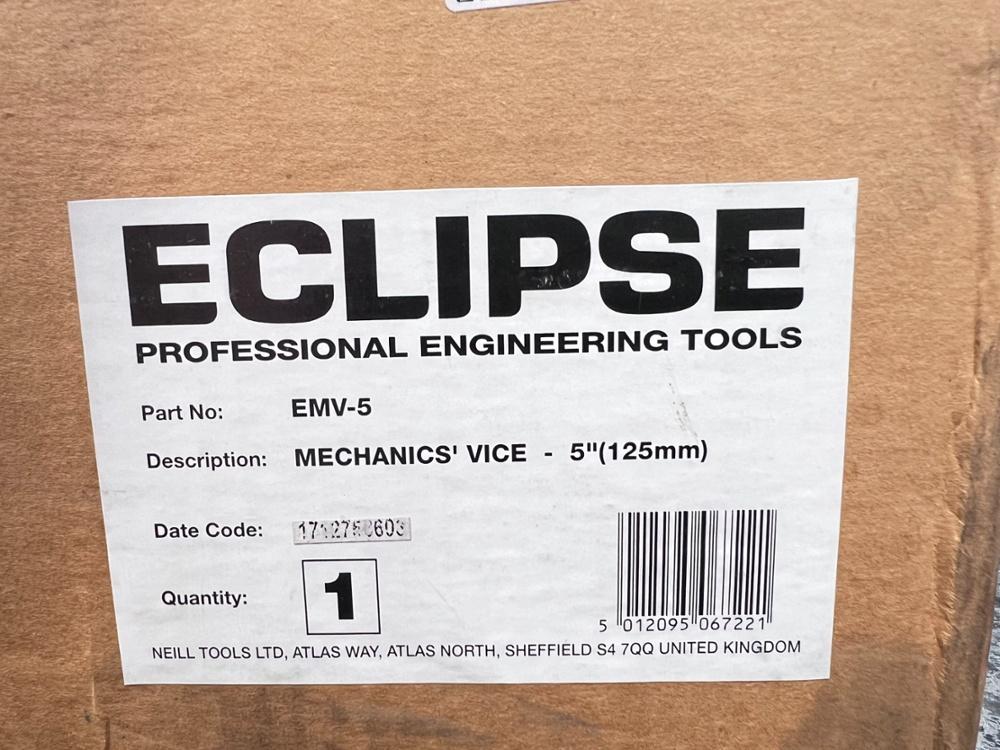 ECLIPSE
PROFESSIONAL ENGINEERING TOOLS
Part No: EMV-5
Description: MECHANICS' VICE - 5"(125mm)
Date Code:
Quantity: 1
5 012095 067221
NEILL TOOLS LTD, ATLAS WAY, ATLAS NORTH, SHEFFIELD S4 7QQ UNITED KINGDOM